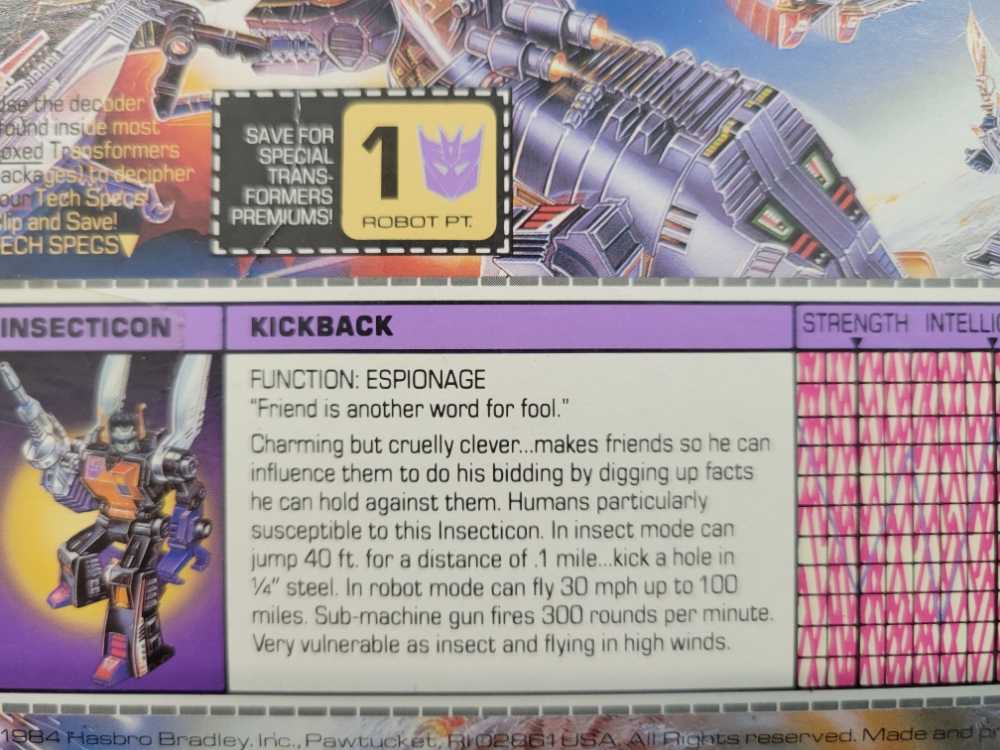 Use the decoder
found inside most
boxed Transformers
packages) to decipher
your Tech Specs!
Clip and Save!
TECH SPECS
SAVE FOR
SPECIAL
TRANS-
FORMERS
PREMIUMS!
1
ROBOT PT.
INSECTICON
KICKBACK
STRENGTH INTELLIG
FUNCTION: ESPIONAGE
"Friend is another word for fool."
Charming but cruelly clever...makes friends so he can
influence them to do his bidding by digging up facts
he can hold against them. Humans particularly
susceptible to this Insecticon. In insect mode can
jump 40 ft. for a distance of .1 mile...kick a hole in
¼" steel. In robot mode can fly 30 mph up to 100
miles. Sub-machine gun fires 300 rounds per minute.
Very vulnerable as insect and flying in high winds.
1984 Hasbro Bradley, Inc., Pawtucket, RI 02861 USA. All Rights reserved. Made and